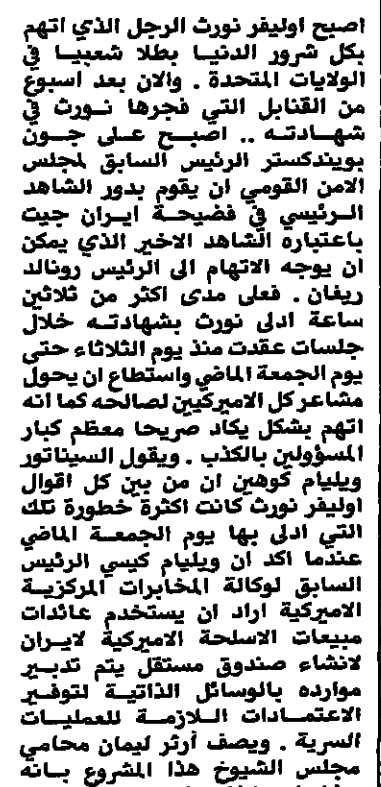 اصبح اوليفر نورث الرجل الذي اتهم
بكل شرور الدنيا بطلا شعبيا في
الولايات المتحدة . والان بعد اسبوع
من القنابل التي فجرها نورث في
شهادته .. اصبح على جون
بويندكستر الرئيس السابق لمجلس
الامن القومي ان يقوم بدور الشاهد
الرئيسي في فضيحة ايران جيت
باعتباره الشاهد الاخير الذي يمكن
ان يوجه الاتهام الى الرئيس رونالد
ريغان . فعلى مدى اكثر من ثلاثين
ساعة ادلى نورث بشهادته خلال
جلسات عقدت منذ يوم الثلاثاء حتى
يوم الجمعة الماضي واستطاع ان يحول
مشاعر كل الاميركيين لصالحه كما انه
اتهم بشكل يكاد صريحا معظم كبار
المسؤولين بالكذب . ويقول السيناتور
ويليام كوهين ان من بين كل اقوال
اوليفر نورث كانت اكثرة خطورة تلك
التي ادلى بها يوم الجمعة الماضي
عندما اكد ان ويليام كيسي الرئيس
السابق لوكالة المخابرات المركزية
الاميركية اراد ان يستخدم عائدات
مبيعات الاسلحة الاميركية لايران
لانشاء صندوق مستقل يتم تدبير
موارده بالوسائل الذاتية لتوفير
الاعتمادات اللازمة للعمليات
السرية . ويصف آرثر ليمان محامي
مجلس الشيوخ هذا المشروع بانه